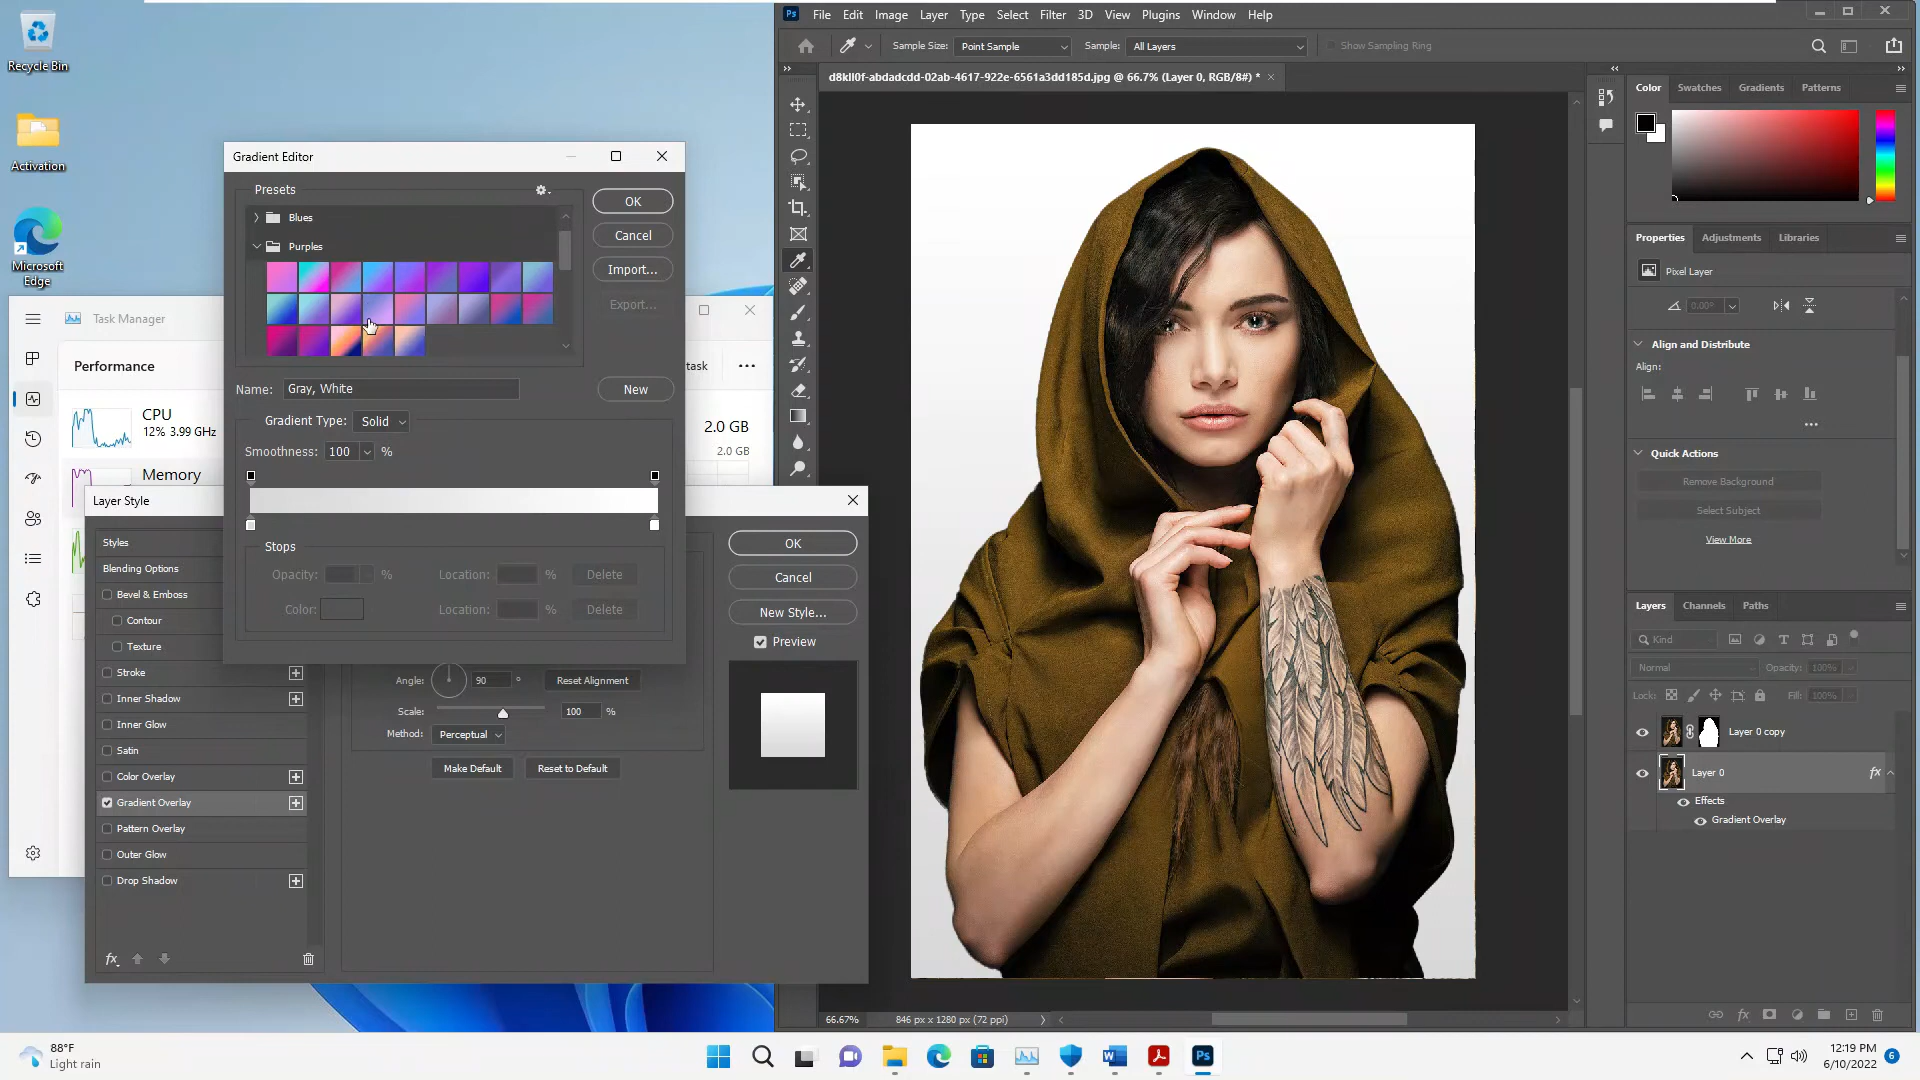 Recycle Bin
Activation
Microsoft
Edge
Task Manager
Performance
task
CPU
12% 3.99 GHz
2.0 GB
2.0 GB
Memory
Gradient Editor
Presets
Blues
Purples
OK
Cancel
Import...
Export...
Name:
Gray, White
New
Gradient Type:
Solid
Smoothness:
100
%
Stops
Opacity:
%
Location:
%
Delete
Color:
Location:
%
Delete
Layer Style
Styles
Blending Options
Bevel & Emboss
Contour
Texture
Stroke
Inner Shadow
Inner Glow
Satin
Color Overlay
Gradient Overlay
Pattern Overlay
Outer Glow
Drop Shadow
fx
Angle:
90
°
Reset Alignment
Scale:
100
%
Method:
Perceptual
Make Default
Reset to Default
OK
Cancel
New Style...
Preview
Ps
File Edit Image Layer Type Select Filter 3D View Plugins Window Help
Sample Size:
Point Sample
Sample:
All Layers
Show Sampling Ring
d8kll0f-abdadcdd-02ab-4617-922e-6561a3dd185d.jpg @ 66.7% (Layer 0, RGB/8#) *
66.67%
846 px x 1280 px (72 ppi)
Color Swatches Gradients Patterns
Properties Adjustments Libraries
Pixel Layer
0.00°
Align and Distribute
Align:
Quick Actions
Remove Background
Select Subject
View More
Layers Channels Paths
Kind
Normal
Opacity: 100%
Lock:
Fill: 100%
Layer 0 copy
Layer 0
fx
Effects
Gradient Overlay
fx
88°F
Light rain
Ps
12:19 PM
6/10/2022
6